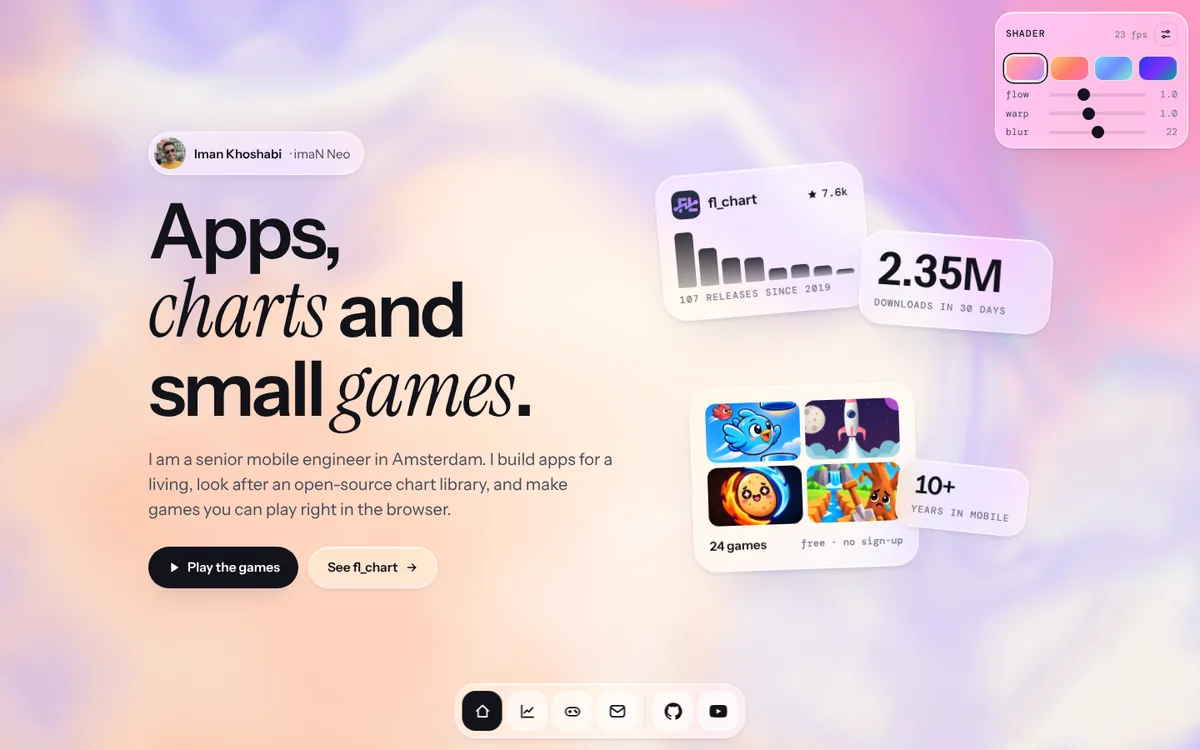 SHADER 23 fps
flow 1.0
warp 1.0
blur 22
Iman Khoshabi · imaN Neo
Apps,
charts and
small games.
I am a senior mobile engineer in Amsterdam. I build apps for a
living, look after an open-source chart library, and make
games you can play right in the browser.
Play the games
See fl_chart →
fl_chart ★ 7.6k
107 RELEASES SINCE 2019
2.35M
DOWNLOADS IN 30 DAYS
24 games free · no sign-up
10+
YEARS IN MOBILE